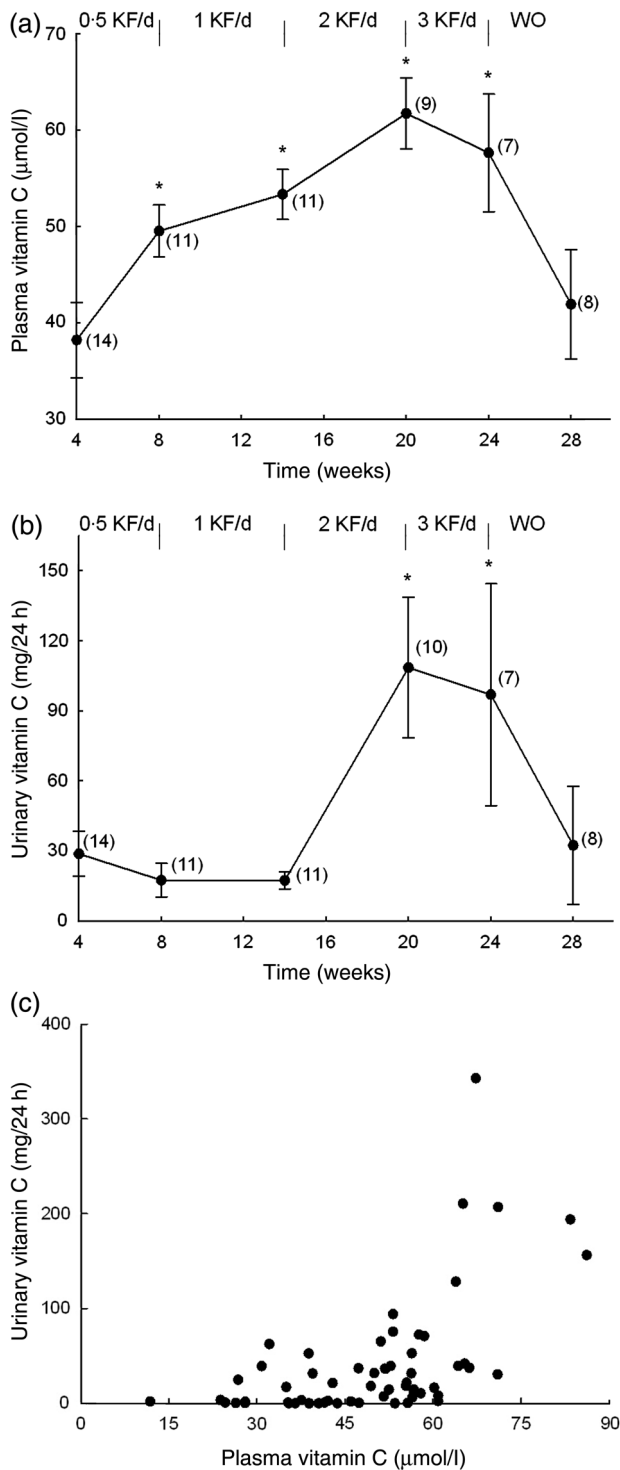 (a)
0·5 KF/d | 1 KF/d | 2 KF/d | 3 KF/d | WO
Plasma vitamin C (μmol/l)
70
60
50
40
30
(14)
*
(11)
*
(11)
*
(9)
*
(7)
(8)
4 8 12 16 20 24 28
Time (weeks)
(b)
0·5 KF/d | 1 KF/d | 2 KF/d | 3 KF/d | WO
Urinary vitamin C (mg/24 h)
150
120
90
60
30
0
(14)
(11)
(11)
*
(10)
*
(7)
(8)
4 8 12 16 20 24 28
Time (weeks)
(c)
Urinary vitamin C (mg/24 h)
400
300
200
100
0
0 15 30 45 60 75 90
Plasma vitamin C (μmol/l)